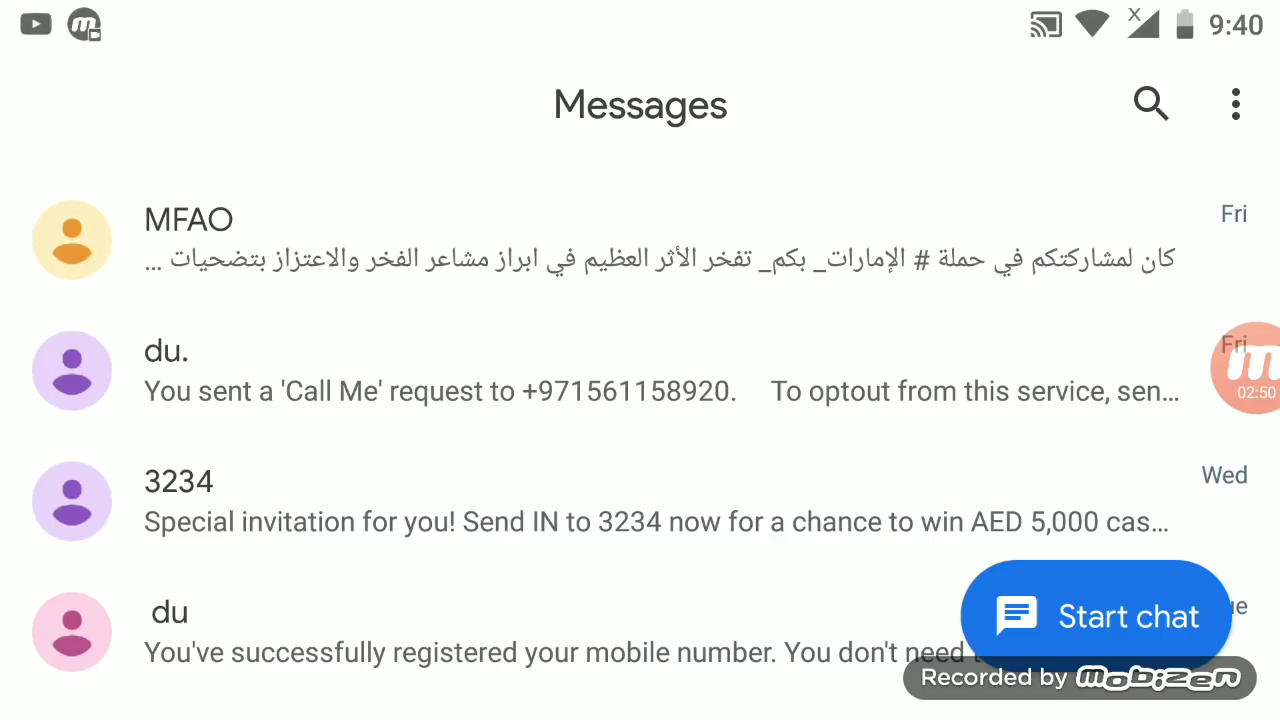 9:40
Messages
MFAO
Fri
كان لمشاركتكم في حملة # الإمارات_ بكم_ تفخر الأثر العظيم في ابراز مشاعر الفخر والاعتزاز بتضحيات ...
du.
Fri
You sent a 'Call Me' request to +971561158920. To optout from this service, sen...
02:50
3234
Wed
Special invitation for you! Send IN to 3234 now for a chance to win AED 5,000 cas...
du
You've successfully registered your mobile number. You don't need
Start chat
Recorded by mobizen